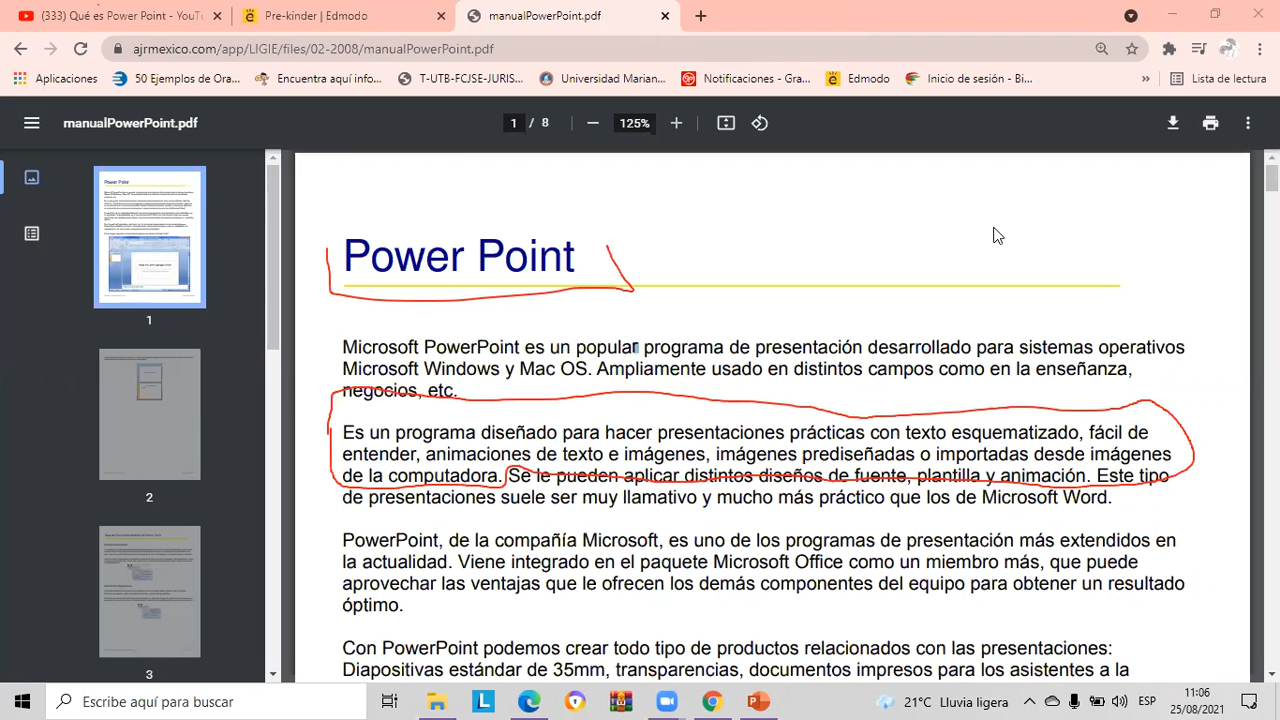 (333) Qué es Power Point - YouT
Pre-kinder | Edmodo
manualPowerPoint.pdf
ajrmexico.com/app/LIGIE/files/02-2008/manualPowerPoint.pdf
Aplicaciones
50 Ejemplos de Ora...
Encuentra aquí info...
T-UTB-FCJSE-JURIS...
Universidad Marian...
Notificaciones - Gra...
Edmodo
Inicio de sesión - Bi...
»
Lista de lectura
manualPowerPoint.pdf
1 / 8
125%
Power Point
Microsoft PowerPoint es un popular programa de presentación desarrollado para sistemas operativos
Microsoft Windows y Mac OS. Ampliamente usado en distintos campos como en la enseñanza,
negocios, etc.
Es un programa diseñado para hacer presentaciones prácticas con texto esquematizado, fácil de
entender, animaciones de texto e imágenes, imágenes prediseñadas o importadas desde imágenes
de la computadora. Se le pueden aplicar distintos diseños de fuente, plantilla y animación. Este tipo
de presentaciones suele ser muy llamativo y mucho más práctico que los de Microsoft Word.
PowerPoint, de la compañía Microsoft, es uno de los programas de presentación más extendidos en
la actualidad. Viene integrado en el paquete Microsoft Office como un miembro más, que puede
aprovechar las ventajas que le ofrecen los demás componentes del equipo para obtener un resultado
óptimo.
Con PowerPoint podemos crear todo tipo de productos relacionados con las presentaciones:
Diapositivas estándar de 35mm, transparencias, documentos impresos para los asistentes a la
1
2
3
Escribe aquí para buscar
21°C Lluvia ligera
ESP
11:06
25/08/2021